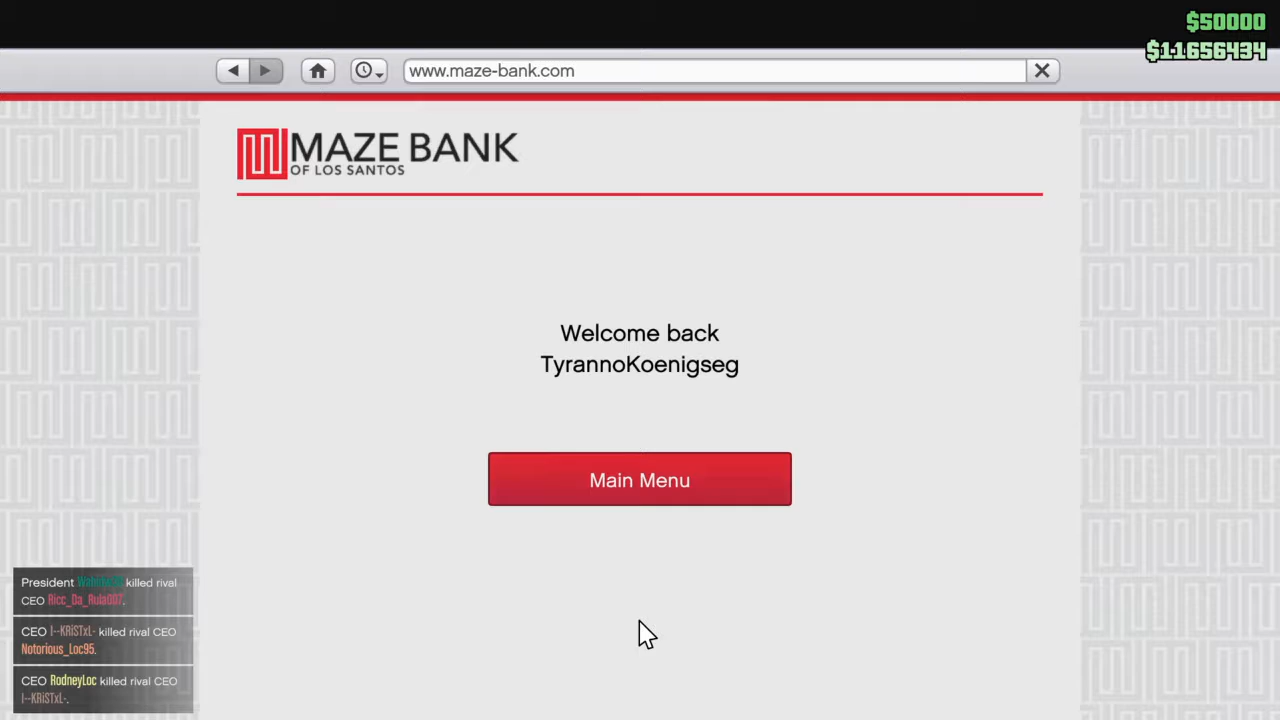 $50000
$11656434
www.maze-bank.com
MAZE BANK
OF LOS SANTOS
Welcome back
TyrannoKoenigseg
Main Menu
President killed rival
CEO Ricc_Da_Rula007.
CEO I--KRiSTxL- killed rival CEO
Notorious_Loc95.
CEO RodneyLoc killed rival CEO
I--KRiSTxL-.